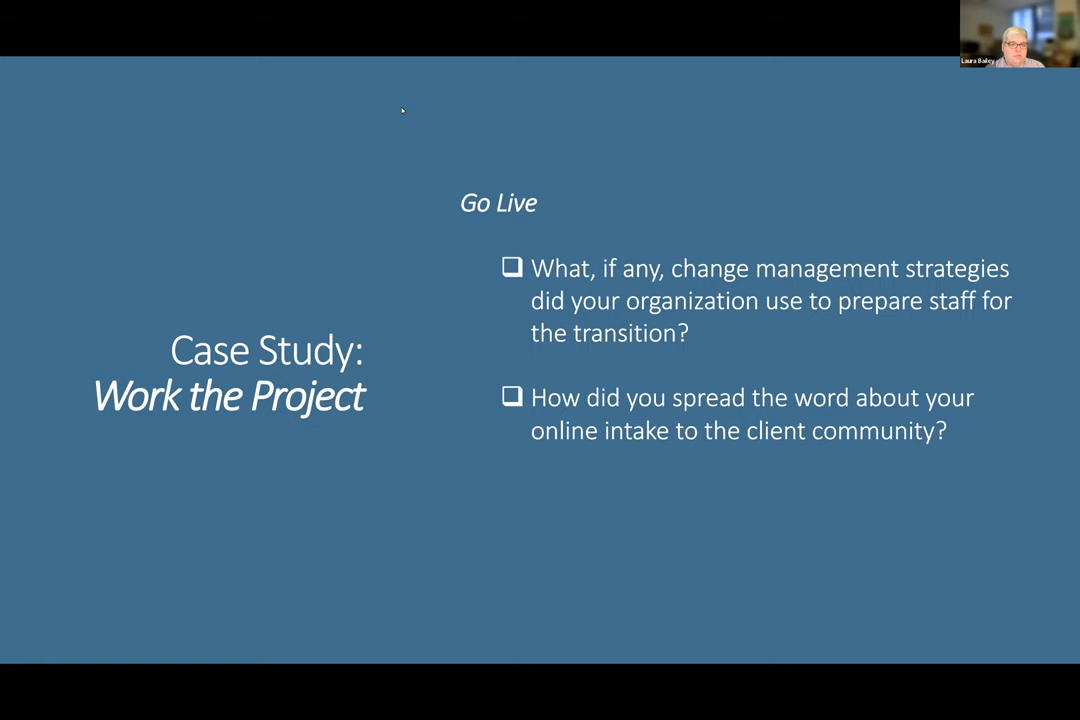 Laura Bailey
Case Study:
Work the Project
Go Live
What, if any, change management strategies
did your organization use to prepare staff for
the transition?
How did you spread the word about your
online intake to the client community?